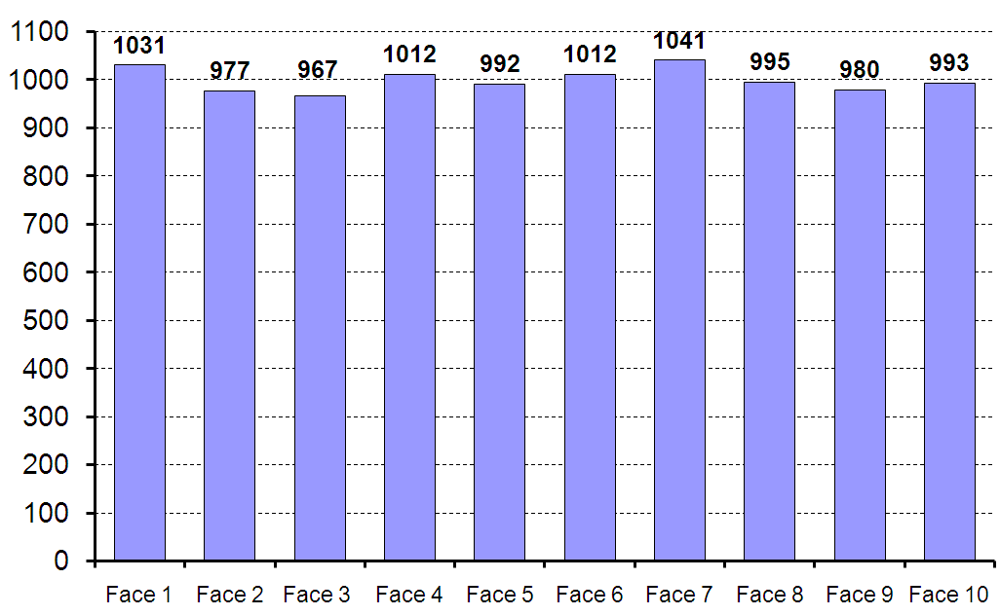 1100
1000
900
800
700
600
500
400
300
200
100
0
1031
977
967
1012
992
1012
1041
995
980
993
Face 1
Face 2
Face 3
Face 4
Face 5
Face 6
Face 7
Face 8
Face 9
Face 10